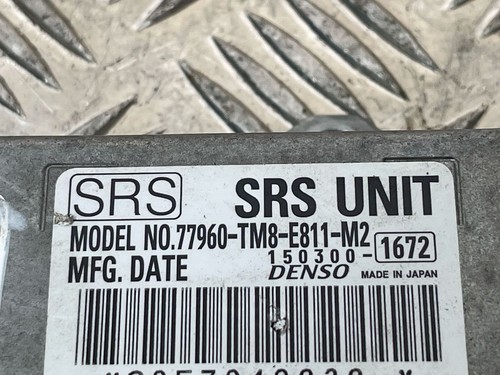 SRS SRS UNIT
MODEL NO.77960-TM8-E811-M2
150300-1672
MFG. DATE DENSO MADE IN JAPAN